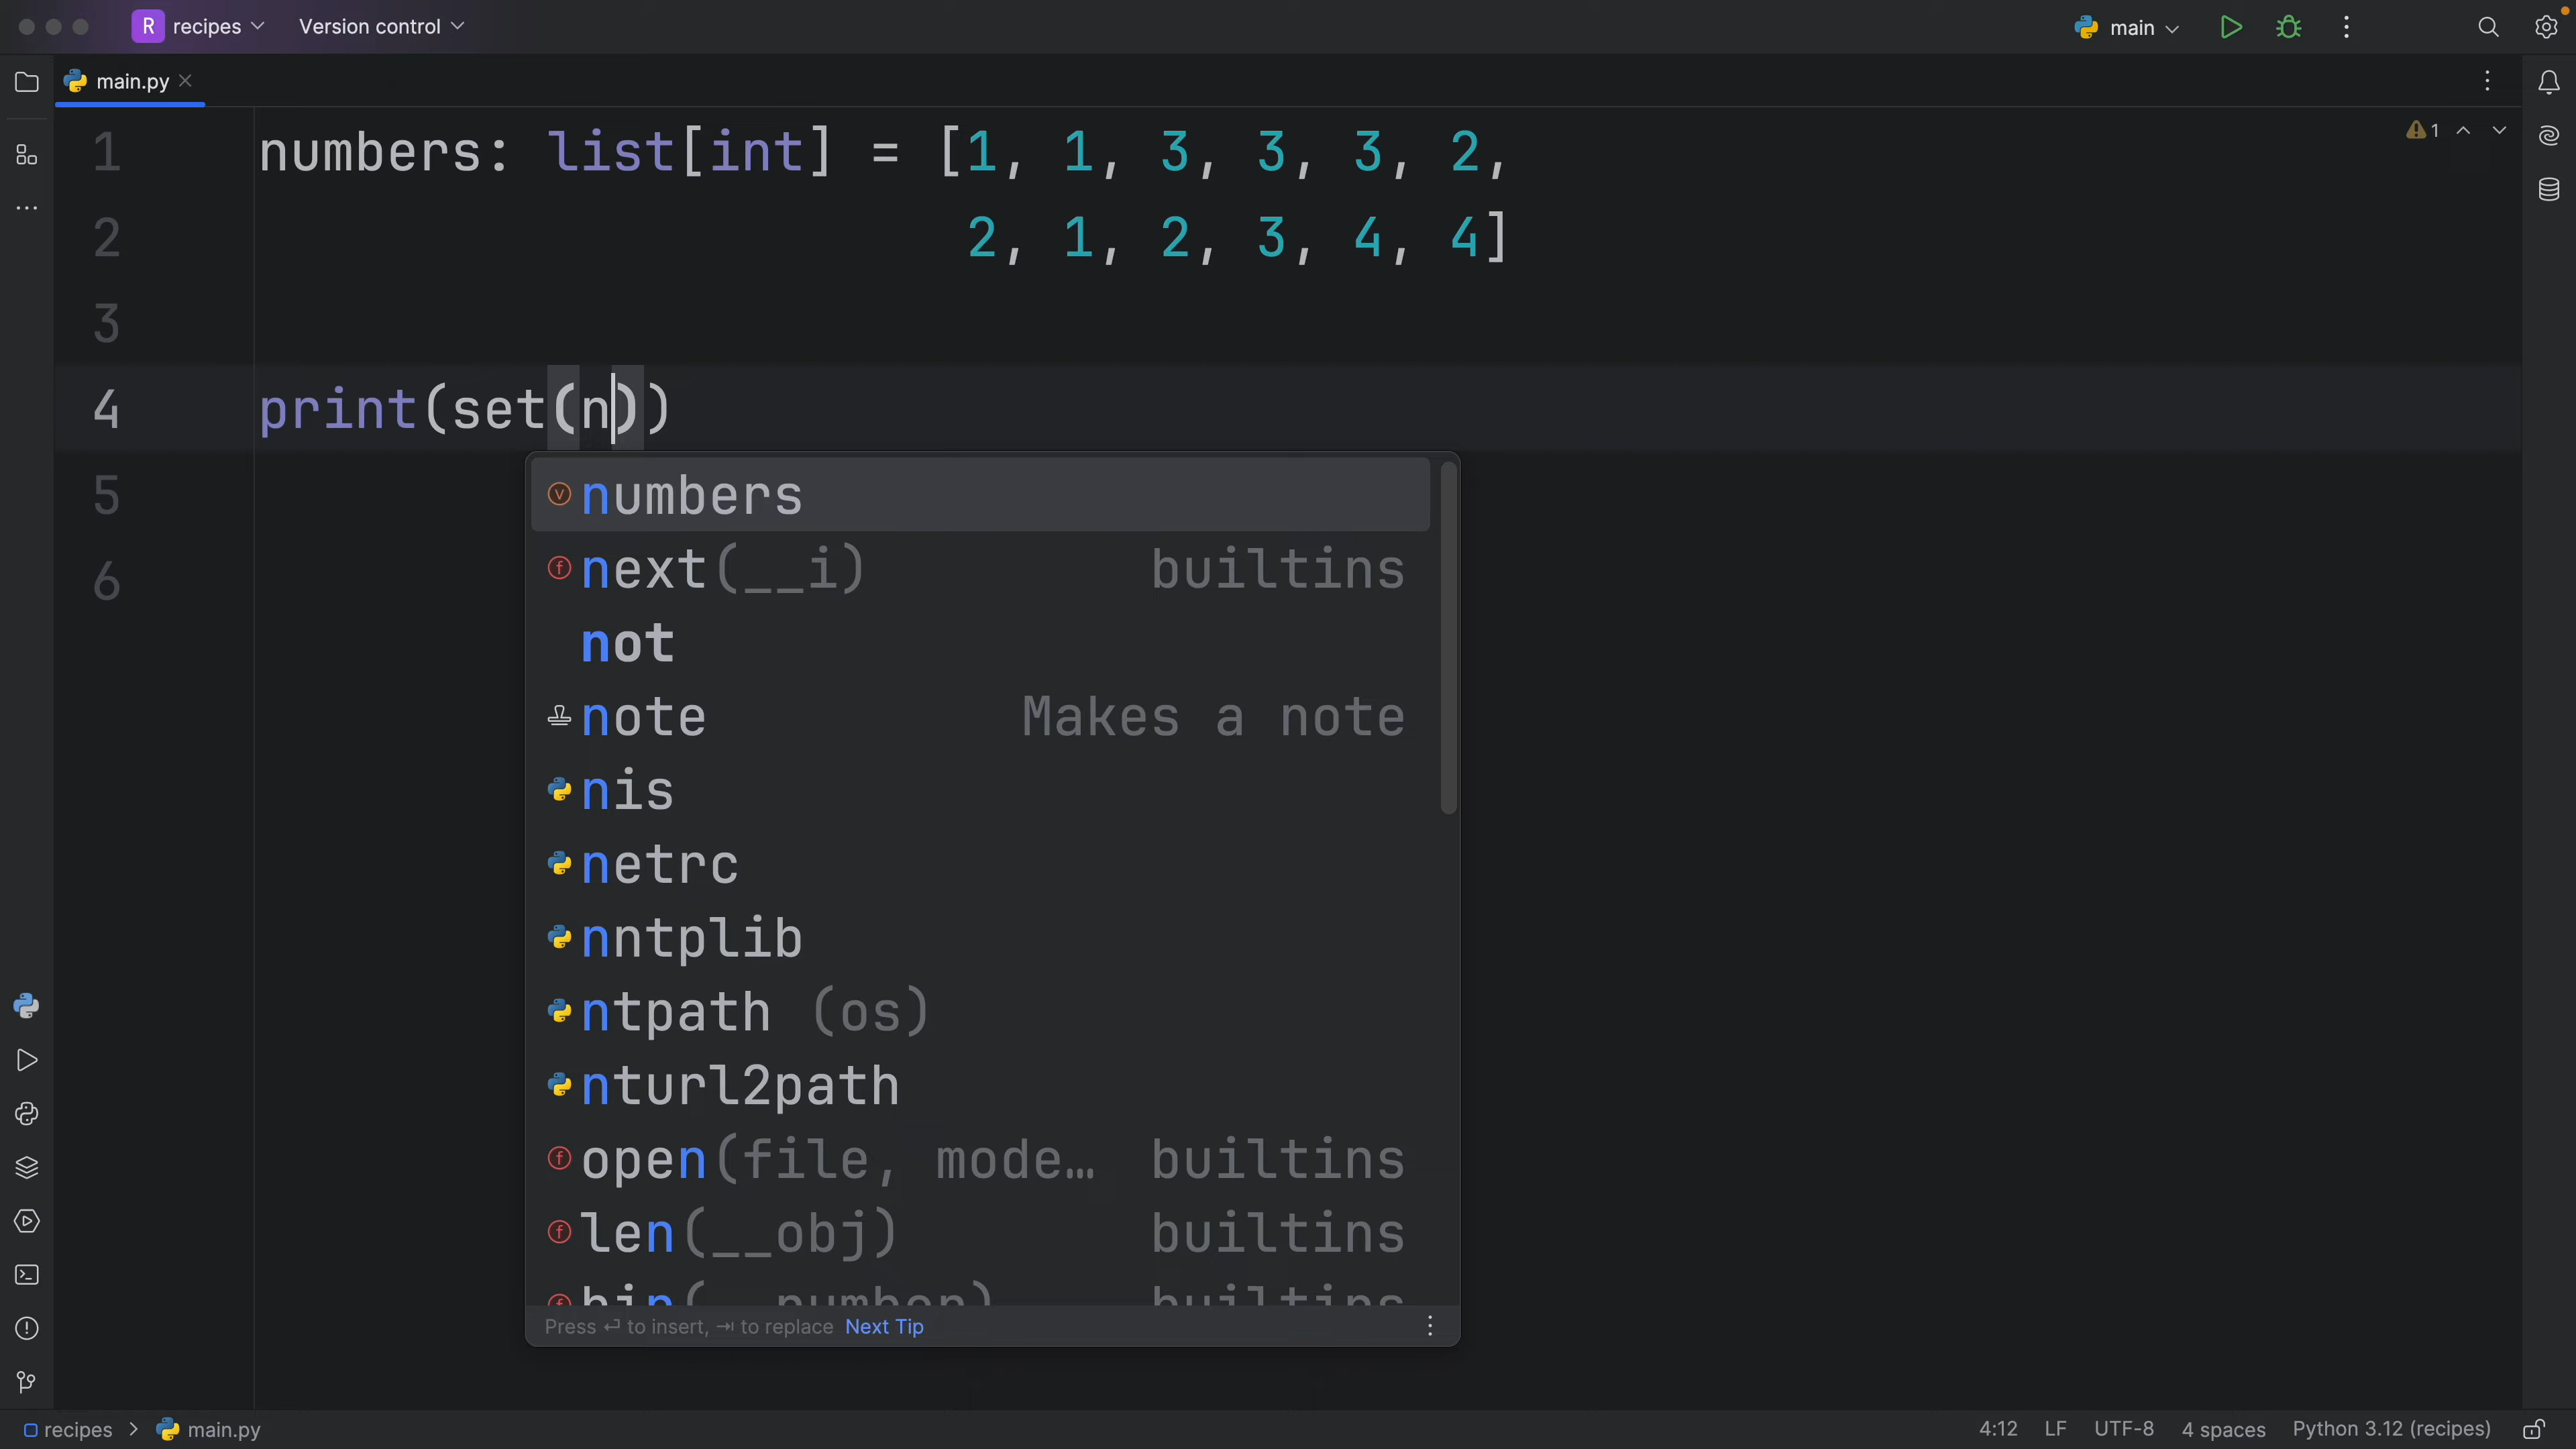 R recipes Version control main
main.py
1
1 numbers: list[int] = [1, 1, 3, 3, 3, 2,
2 2, 1, 2, 3, 4, 4]
3
4 print(set(n))
5
6
numbers
next(__i) builtins
not
note Makes a note
nis
netrc
nntplib
ntpath (os)
nturl2path
open(file, mode… builtins
len(__obj) builtins
bin(__number) builtins
Press ⏎ to insert, ⇥ to replace Next Tip
recipes > main.py 4:12 LF UTF-8 4 spaces Python 3.12 (recipes)